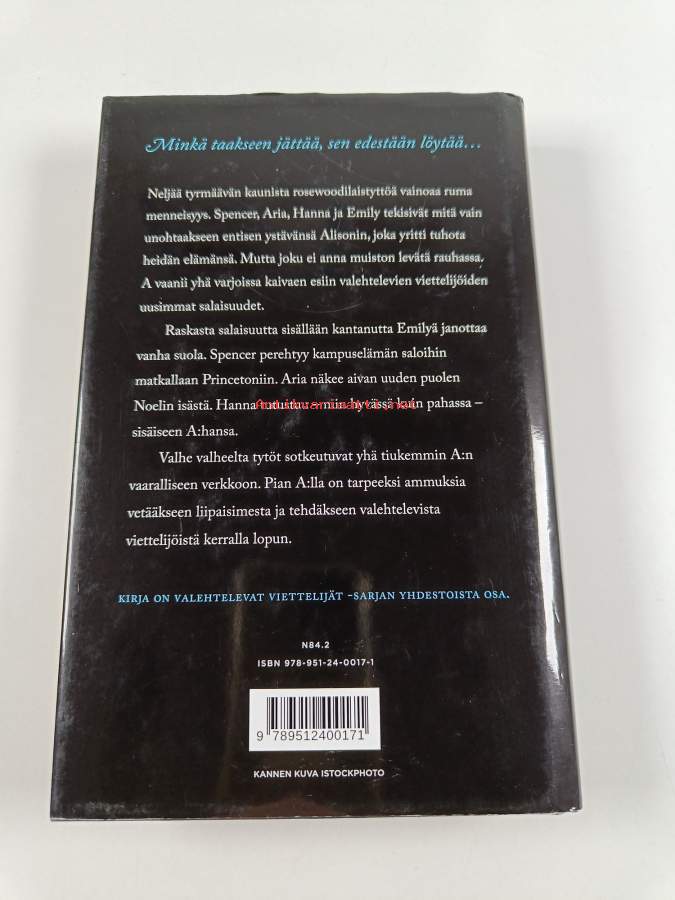 Minkä taakseen jättää, sen edestään löytää...
Neljää tyrmäävän kaunista rosewoodilaistyttöä vainoaa ruma
menneisyys. Spencer, Aria, Hanna ja Emily tekisivät mitä vain
unohtaakseen entisen ystävänsä Alisonin, joka yritti tuhota
heidän elämänsä. Mutta joku ei anna muiston levätä rauhassa.
A vaanii yhä varjoissa kaivaen esiin valehtelevien viettelijöiden
uusimmat salaisuudet.
Raskasta salaisuutta sisällään kantanutta Emilyä janottaa
vanha suola. Spencer perehtyy kampuselämän saloihin
matkallaan Princetoniin. Aria näkee aivan uuden puolen
Noelin isästä. Hanna tutustuu – niin hyvässä kuin pahassa –
sisäiseen A:hansa.
Valhe valheelta tytöt sotkeutuvat yhä tiukemmin A:n
vaaralliseen verkkoon. Pian A:lla on tarpeeksi ammuksia
vetääkseen liipaisimesta ja tehdäkseen valehtelevista
viettelijöistä kerralla lopun.
KIRJA ON VALEHTELEVAT VIETTELIJÄT -SARJAN YHDESTOISTA OSA.
N84.2
ISBN 978-951-24-0017-1
9 789512400171
KANNEN KUVA ISTOCKPHOTO